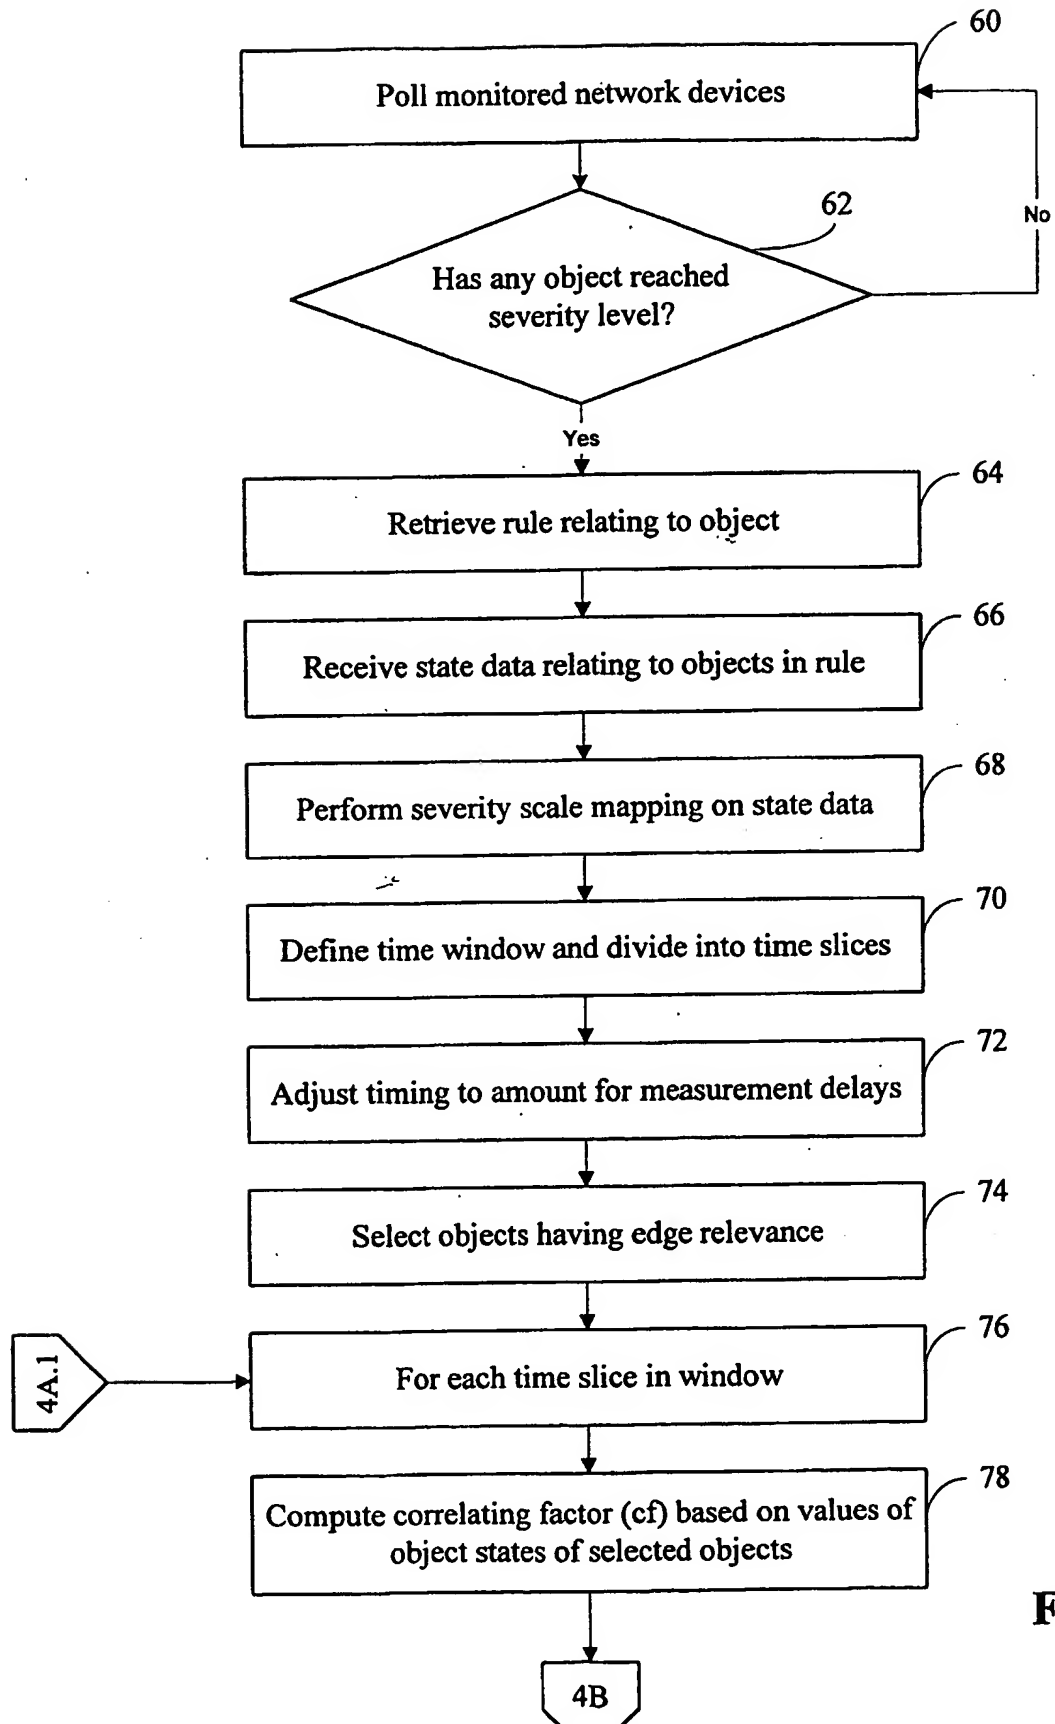 60
Poll monitored network devices
No
62
Has any object reached
severity level?
Yes
64
Retrieve rule relating to object
66
Receive state data relating to objects in rule
68
Perform severity scale mapping on state data
70
Define time window and divide into time slices
72
Adjust timing to amount for measurement delays
74
Select objects having edge relevance
76
4A.1
For each time slice in window
78
Compute correlating factor (cf) based on values of
object states of selected objects
F
4B